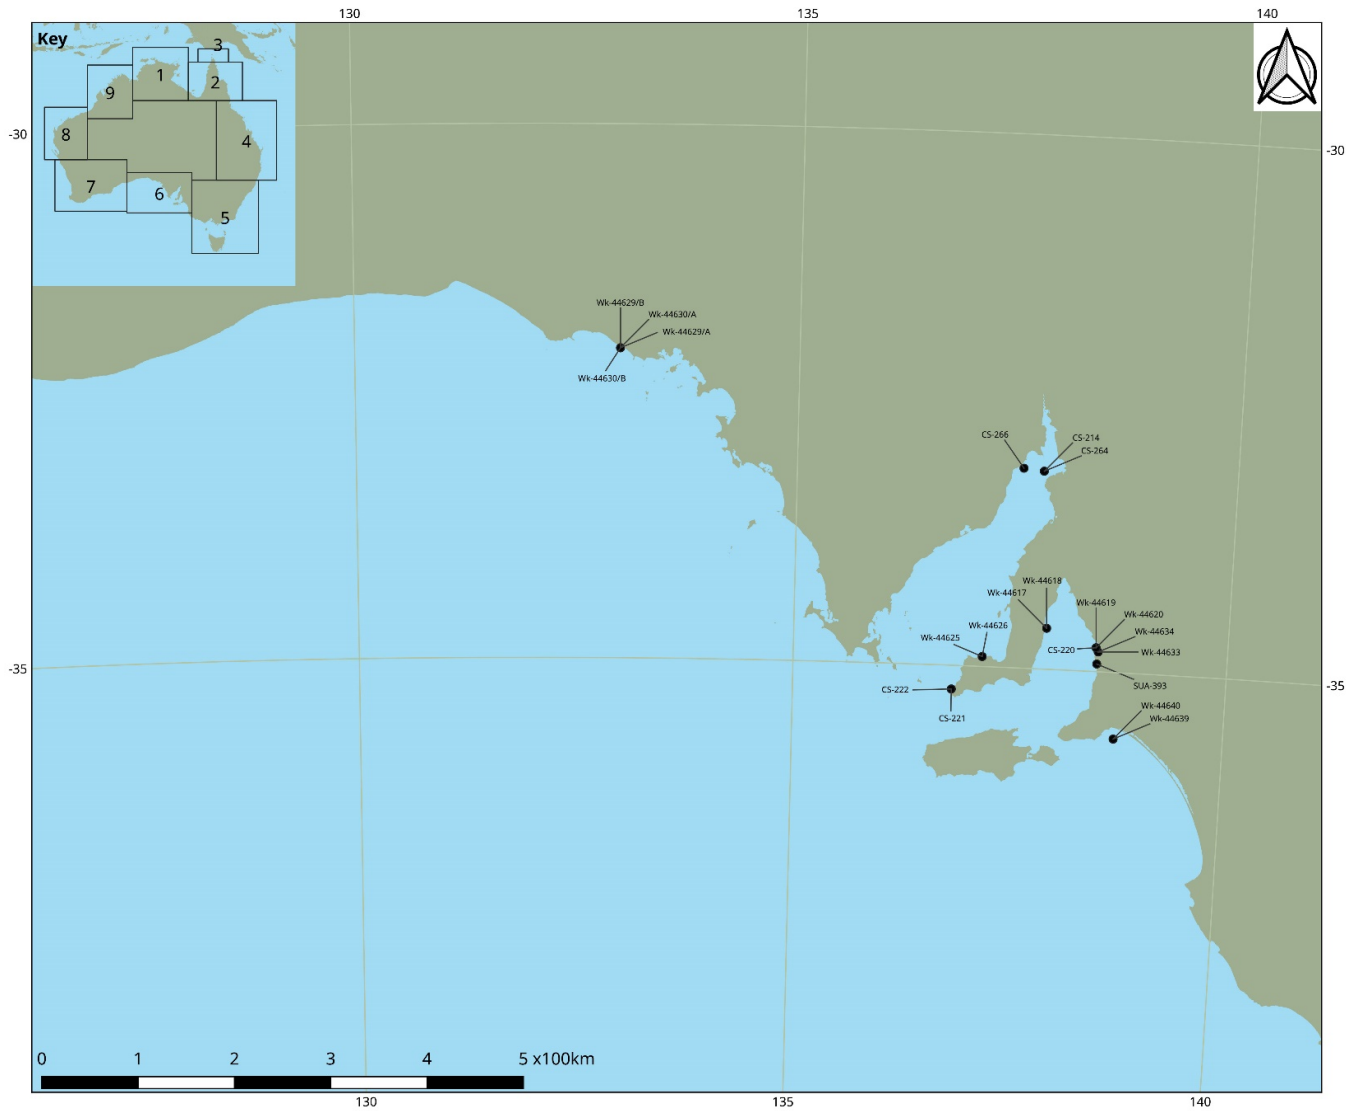 130
135
140
Key
3
1
2
9
8
4
7
6
5
-30
-30
Wk-44629/B
Wk-44630/A
Wk-44629/A
Wk-44630/B
CS-266
CS-214
CS-264
Wk-44618
Wk-44617
Wk-44619
Wk-44620
Wk-44626
Wk-44634
Wk-44625
CS-220
Wk-44633
-35
-35
CS-222
SUA-393
Wk-44640
CS-221
Wk-44639
0 1 2 3 4 5 x100km
130
135
140